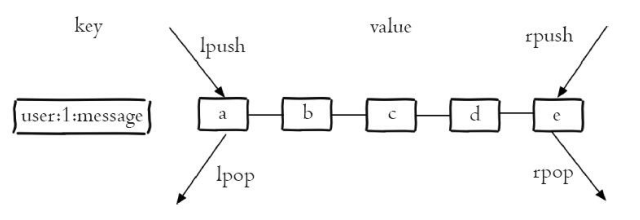 key
value
lpush
rpush
user:1:message
a
b
c
d
e
lpop
rpop